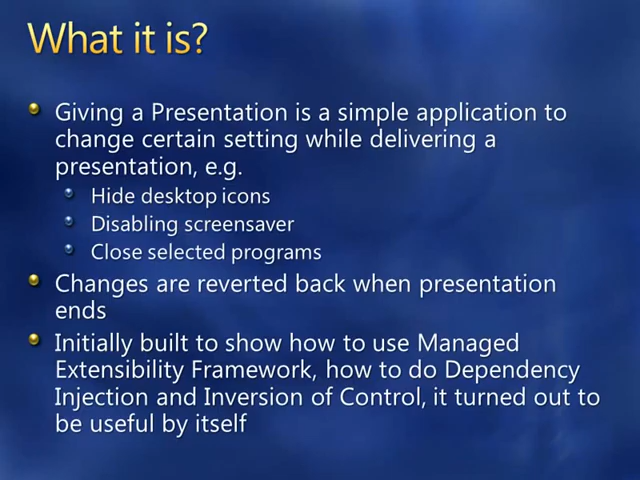 What it is?
Giving a Presentation is a simple application to
change certain setting while delivering a
presentation, e.g.
Hide desktop icons
Disabling screensaver
Close selected programs
Changes are reverted back when presentation
ends
Initially built to show how to use Managed
Extensibility Framework, how to do Dependency
Injection and Inversion of Control, it turned out to
be useful by itself